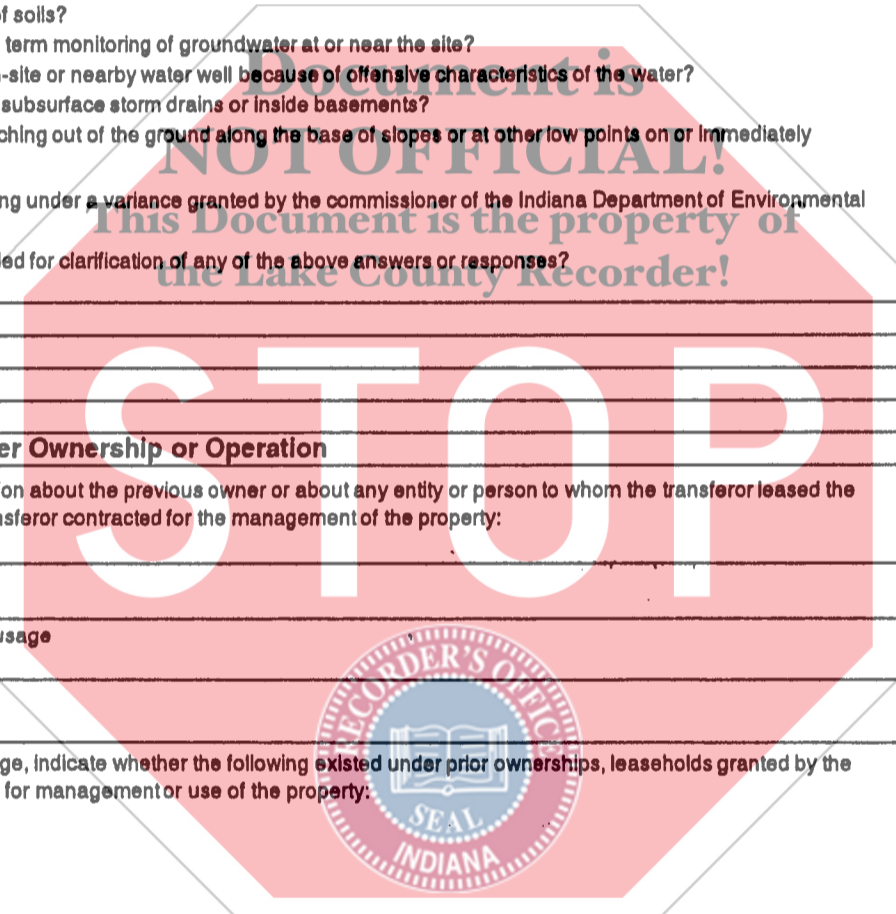 f soils?
term monitoring of groundwater at or near the site?
-site or nearby water well because of offensive characteristics of the water?
Document is
subsurface storm drains or inside basements?
ching out of the ground along the base of slopes or at other low points on or immediately
NOT OFFICIAL!
ng under a variance granted by the commissioner of the Indiana Department of Environmental
This Document is the property of
ed for clarification of any of the above answers or responses?
the Lake County Recorder!
STOP
er Ownership or Operation
on about the previous owner or about any entity or person to whom the transferor leased the
nsferor contracted for the management of the property:
usage
RECORDER'S OFFICE
ge, indicate whether the following existed under prior ownerships, leaseholds granted by the
for management or use of the property:
SEAL
INDIANA